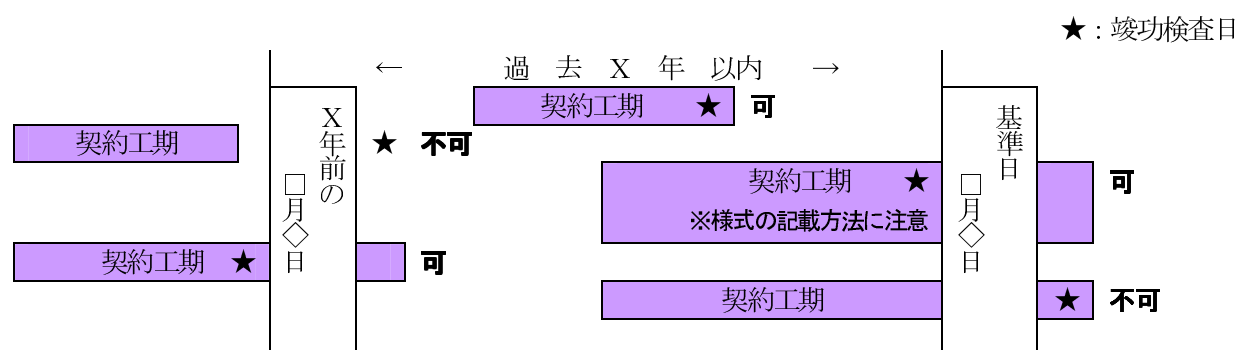 ★：竣功検査日
← 過去Ｘ年以内 →
契約工期 ★ 可
契約工期 ★ 不可
Ｘ年前の
□月◇日
契約工期 ★ 可
基準日
□月◇日
契約工期 ★ 可
※様式の記載方法に注意
契約工期 ★ 不可